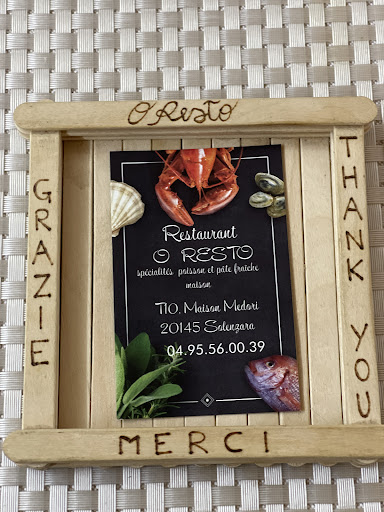 O Resto
GRAZIE
Restaurant
O RESTO
spécialités poisson et pâte fraîche
maison
T10, Maison Medori
20145 Solenzara
04.95.56.00.39
THANK YOU
MERCI